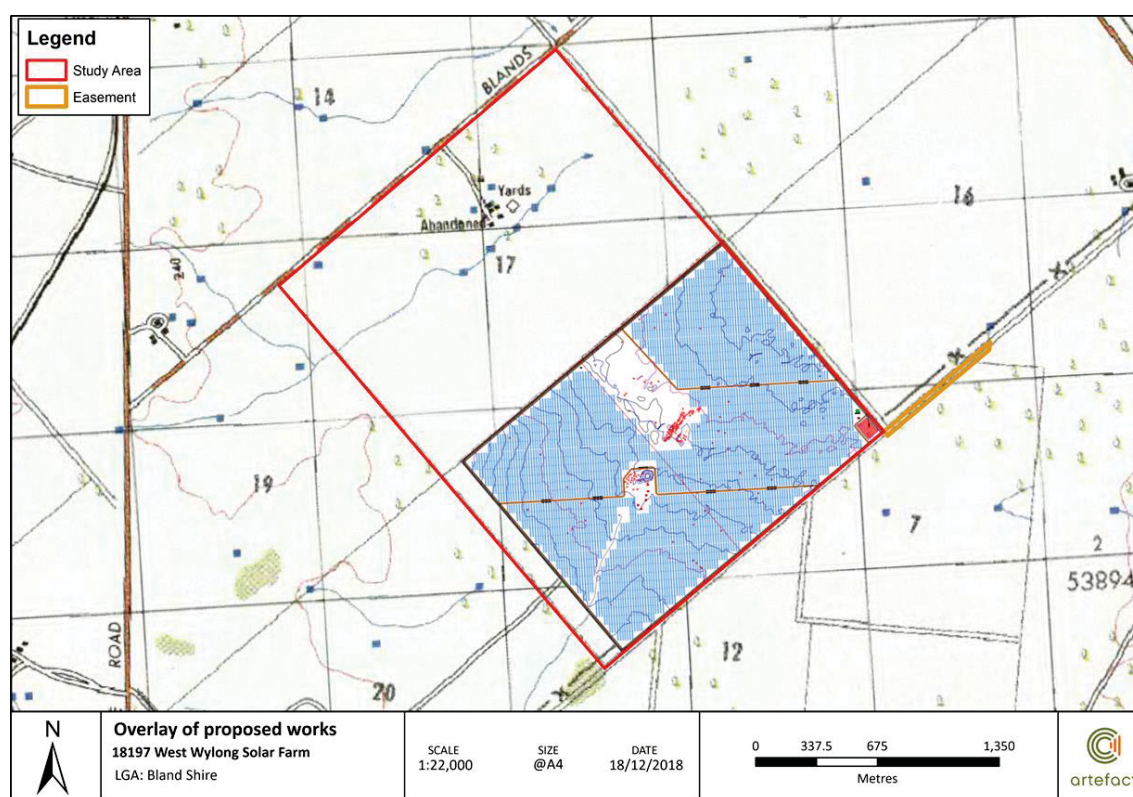 Legend
Study Area
Easement
BLANDS
14
16
Yards
Abandoned
17
240
19
7
2
53894
ROAD
12
20
N
Overlay of proposed works
18197 West Wylong Solar Farm
LGA: Bland Shire
SCALE
1:22,000
SIZE
@A4
DATE
18/12/2018
0 337.5 675 1,350
Metres
artefact